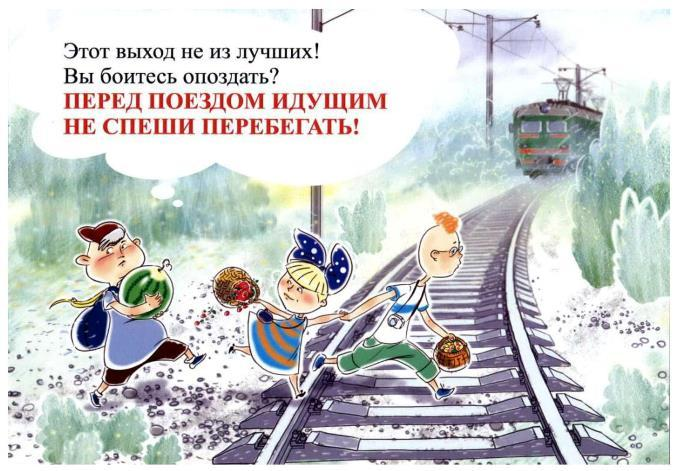 Этот выход не из лучших!
Вы боитесь опоздать?
ПЕРЕД ПОЕЗДОМ ИДУЩИМ
НЕ СПЕШИ ПЕРЕБЕГАТЬ!